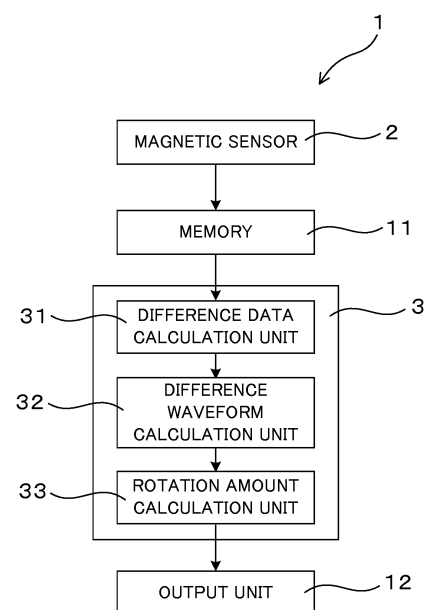 1
MAGNETIC SENSOR
2
MEMORY
11
31
DIFFERENCE DATA
CALCULATION UNIT
3
32
DIFFERENCE
WAVEFORM
CALCULATION UNIT
33
ROTATION AMOUNT
CALCULATION UNIT
OUTPUT UNIT
12